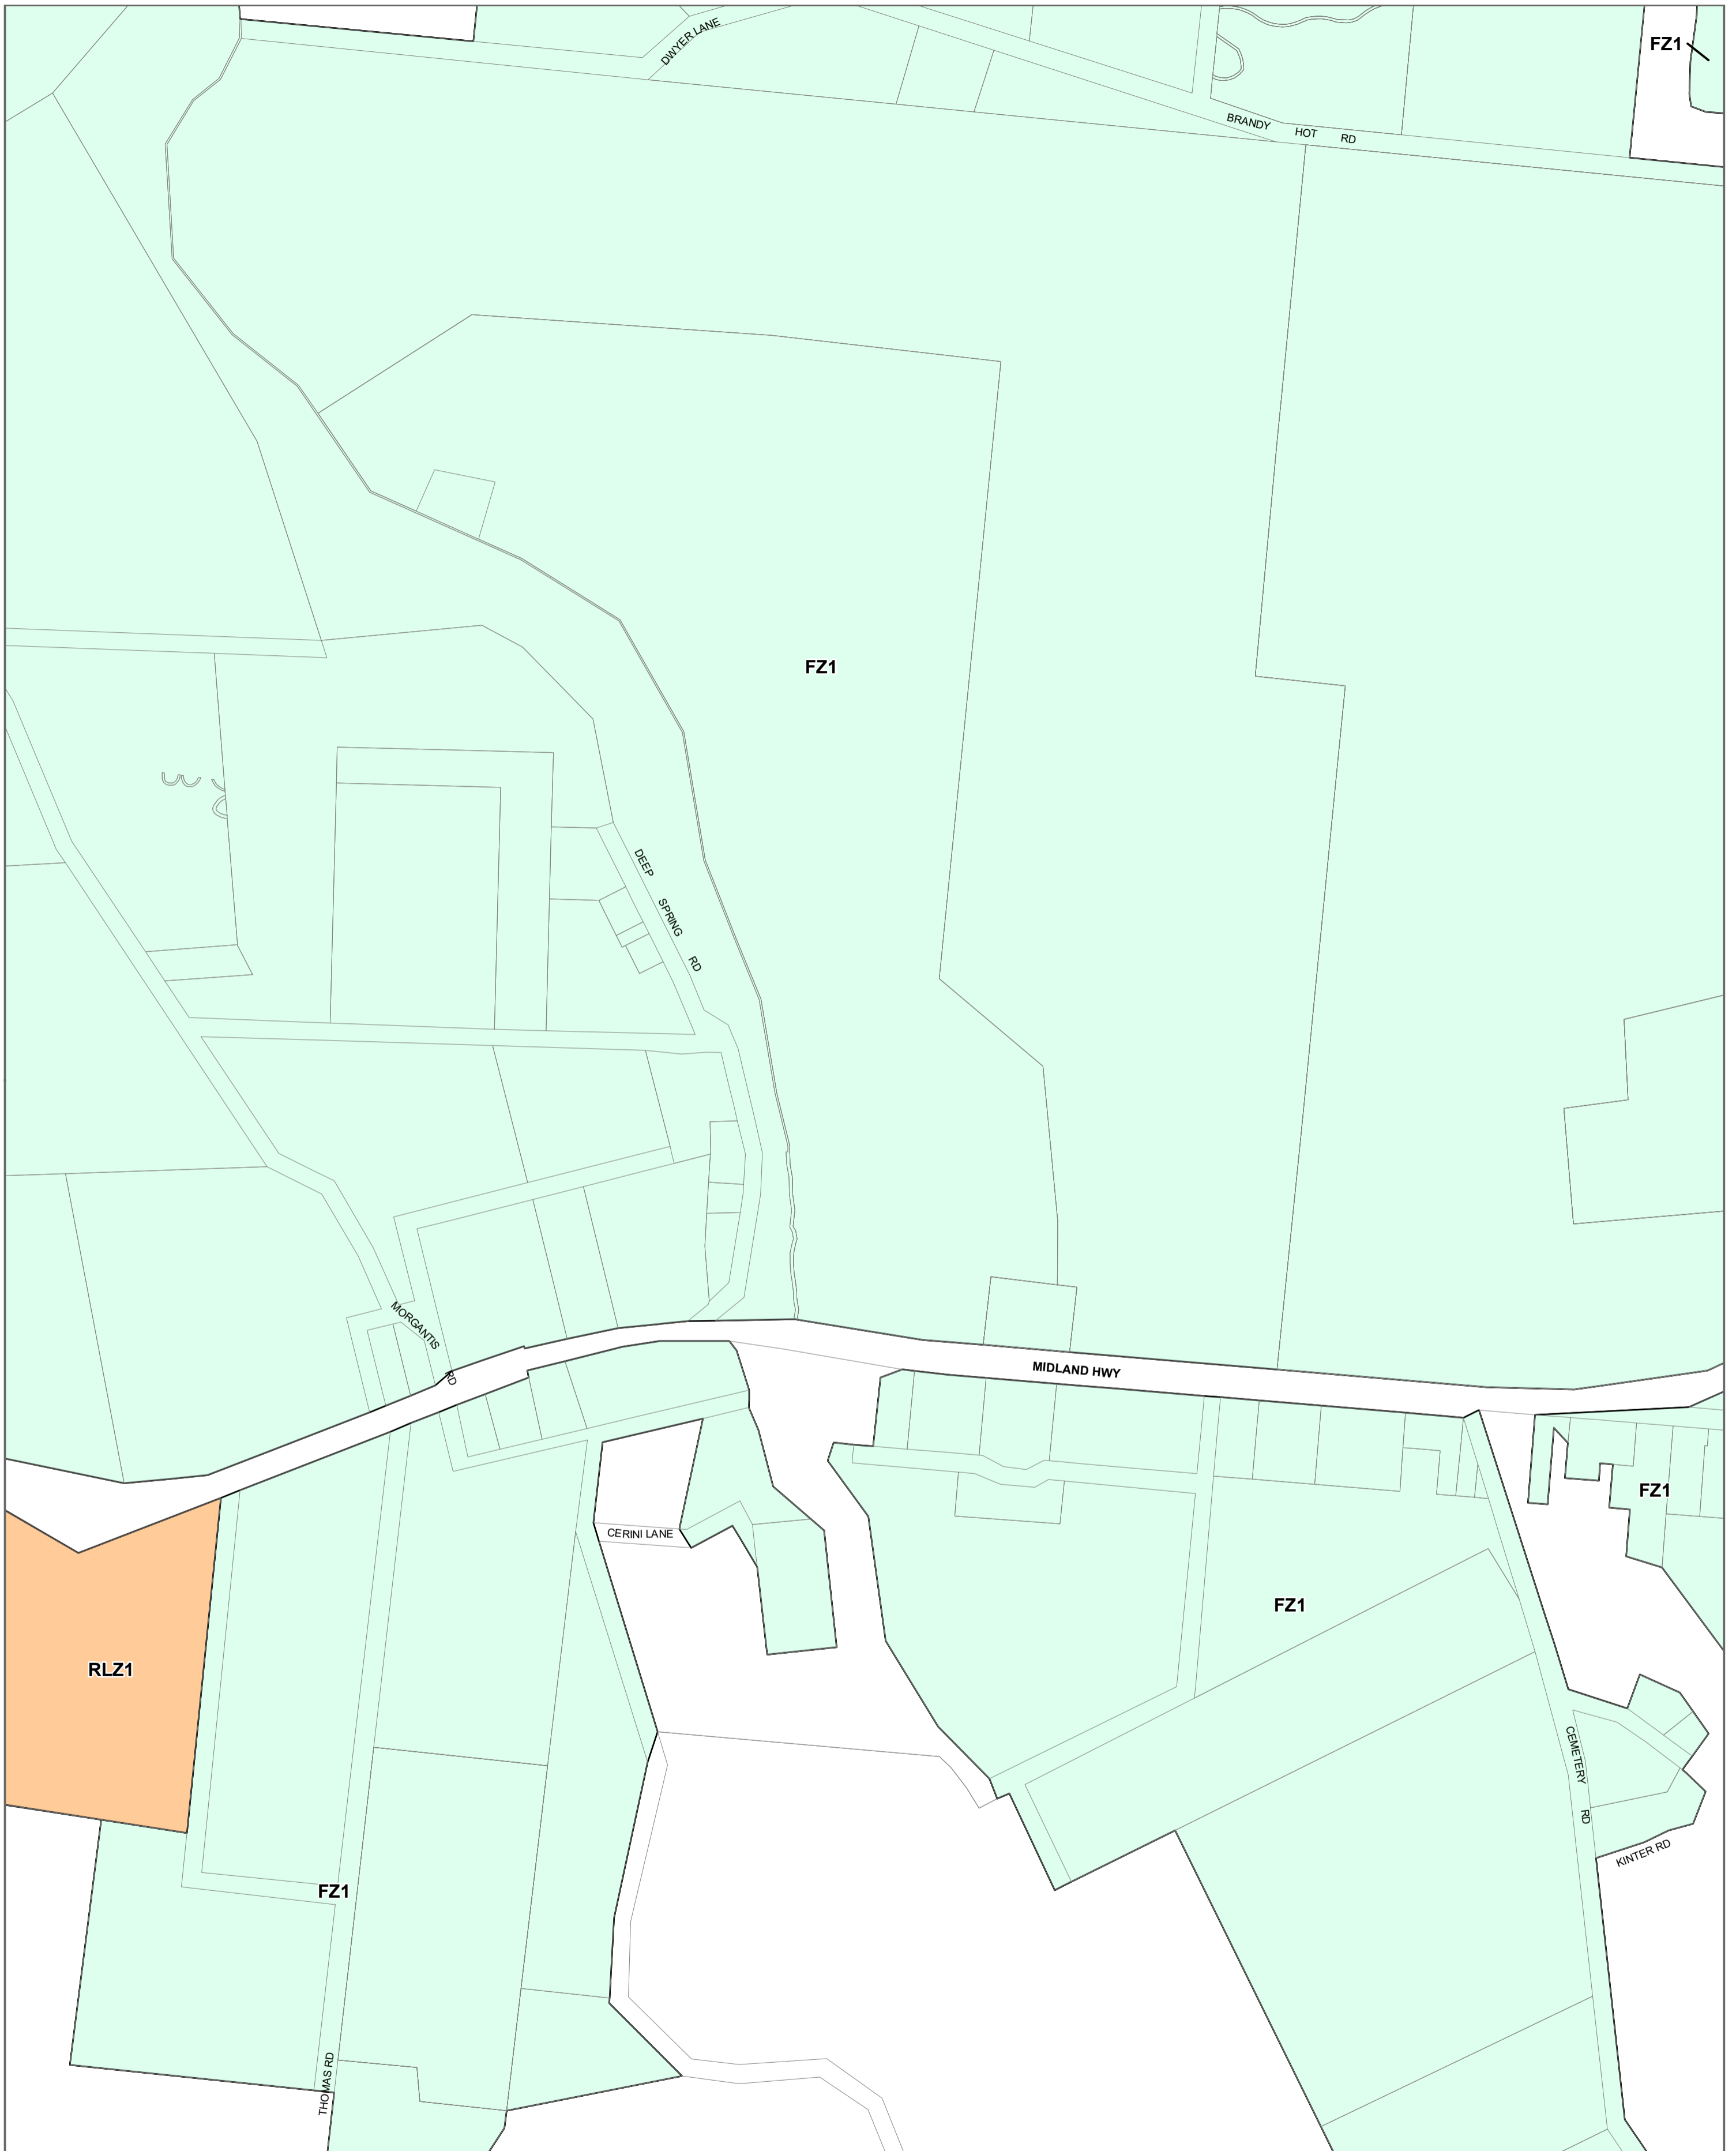 DWYER LANE
FZ1
BRANDY HOT RD
FZ1
DEEP SPRING RD
MORGANTIS RD
MIDLAND HWY
FZ1
CERINI LANE
FZ1
RLZ1
CEMETERY RD
KINTER RD
FZ1
THOMAS RD